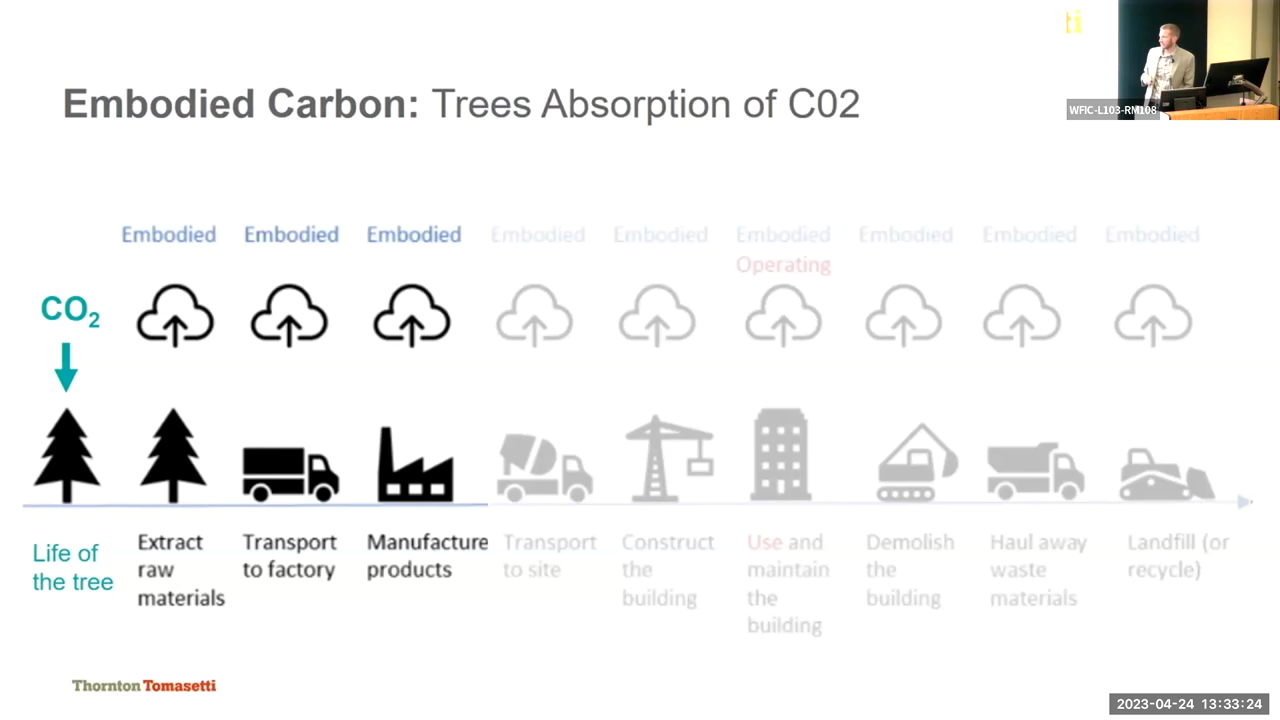 ti
WFIC-L103-RM108
Embodied Carbon: Trees Absorption of C02
Embodied Embodied Embodied Embodied Embodied Embodied Embodied Embodied Embodied
Operating
CO2
Life of
the tree
Extract
raw
materials
Transport
to factory
Manufacture
products
Transport
to site
Construct
the
building
Use and
maintain
the
building
Demolish
the
building
Haul away
waste
materials
Landfill (or
recycle)
Thornton Tomasetti
2023-04-24 13:33:24